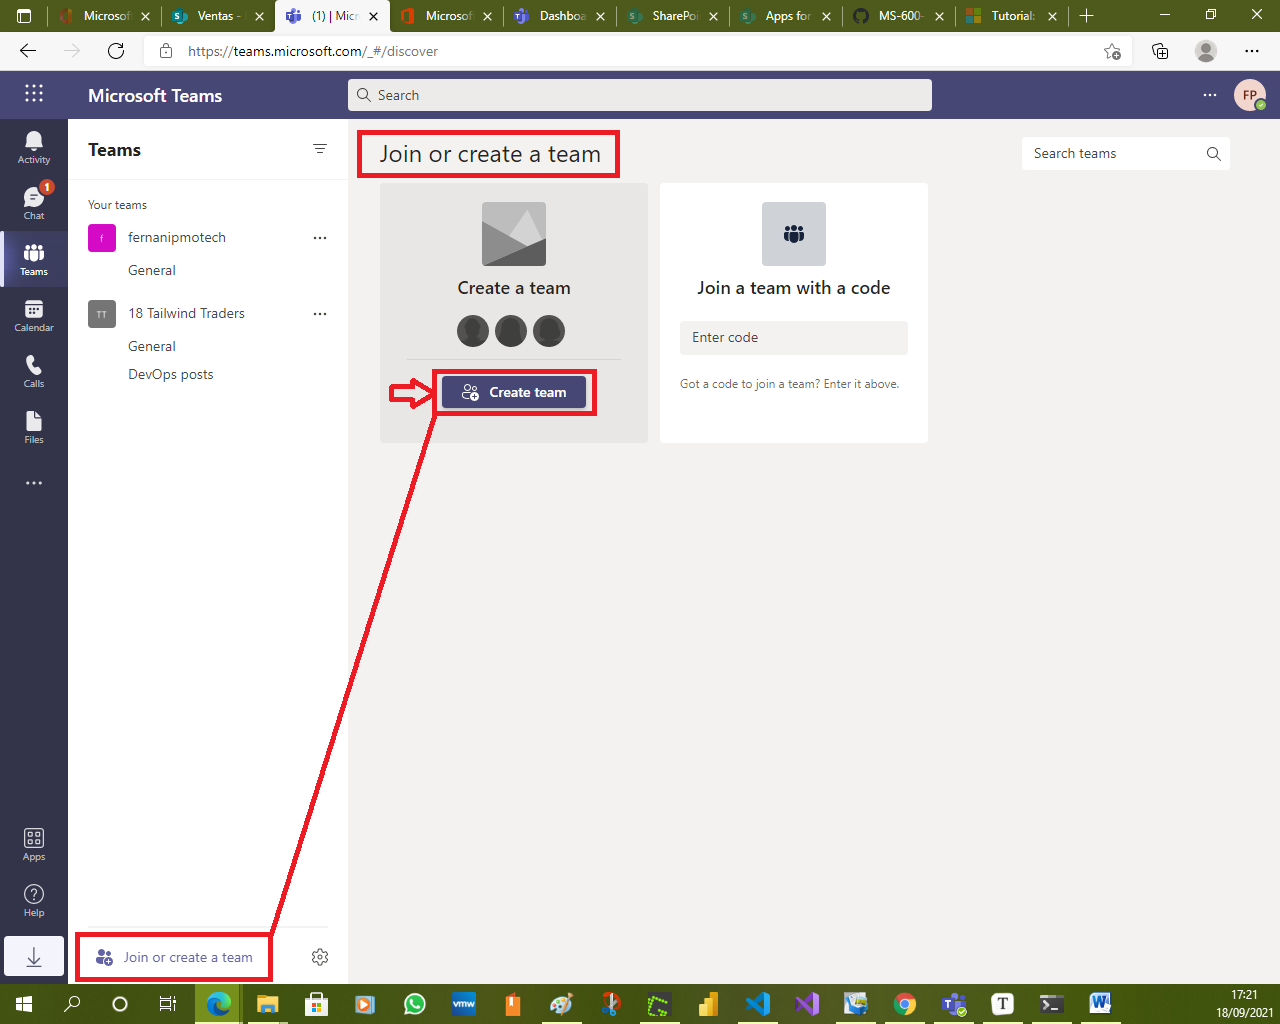 Microsof
Ventas -
(1) | Micr
Microsof
Dashboa
SharePoi
Apps for
MS-600-
Tutorial:
https://teams.microsoft.com/_#/discover
Microsoft Teams
Search
FP
Activity
1
Chat
Teams
Calendar
Calls
Files
Apps
Help
Teams
Your teams
f
fernanipmotech
General
TT
18 Tailwind Traders
General
DevOps posts
Join or create a team
Join or create a team
Search teams
Create a team
Create team
Join a team with a code
Enter code
Got a code to join a team? Enter it above.
vmw
T
W
17:21
18/09/2021